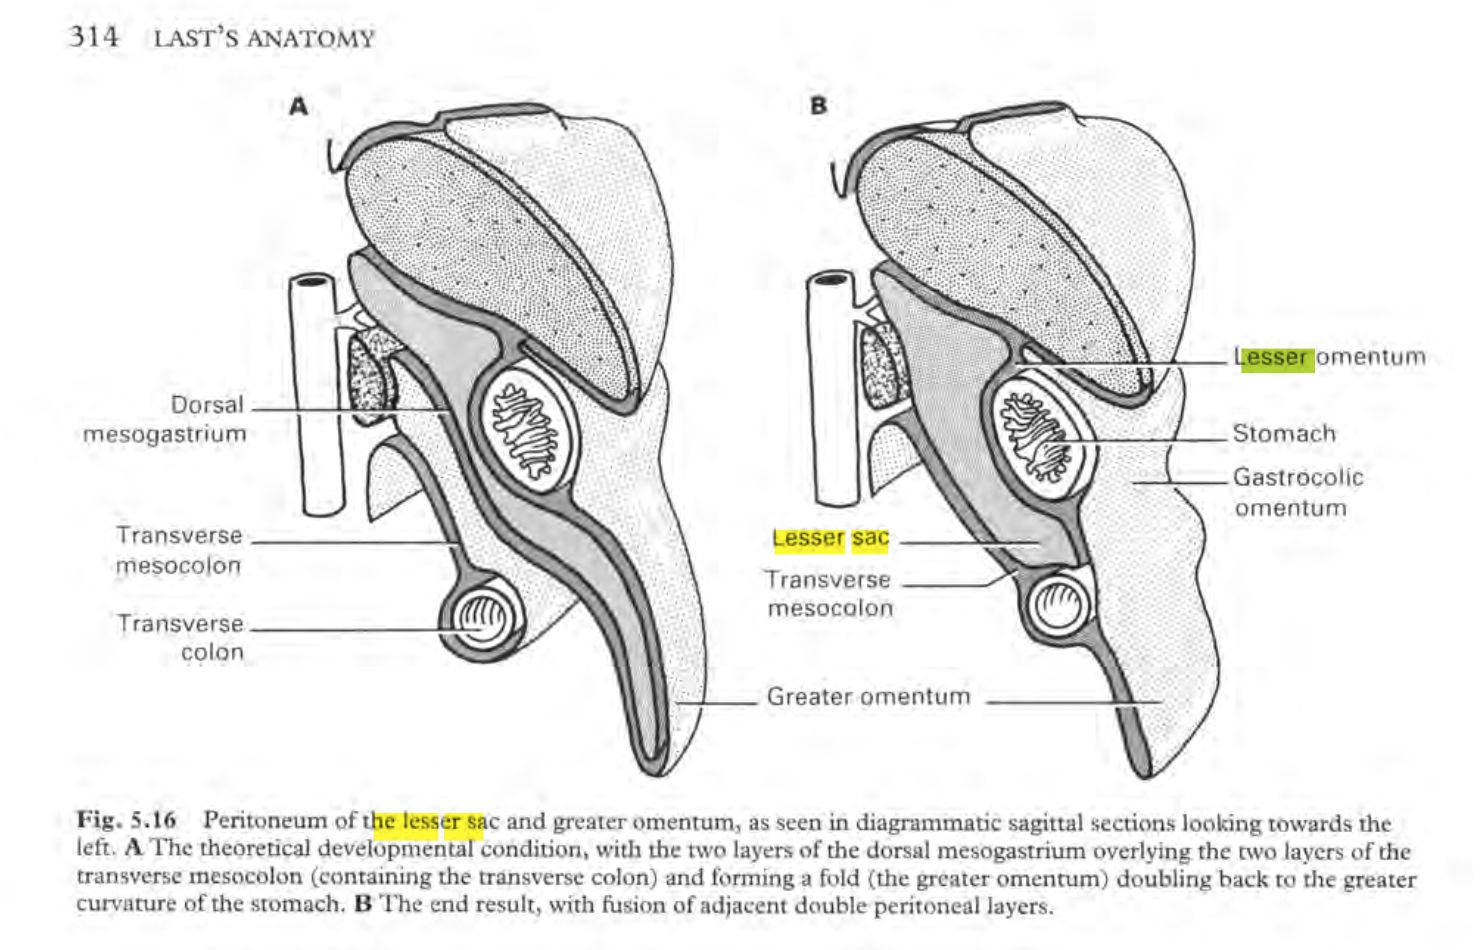 314 LAST'S ANATOMY
A
B
Dorsal
mesogastrium
Transverse
mesocolon
Transverse
colon
Lesser omentum
Stomach
Gastrocolic
omentum
Lesser sac
Transverse
mesocolon
Greater omentum
Fig. 5.16 Peritoneum of the lesser sac and greater omentum, as seen in diagrammatic sagittal sections looking towards the
left. A The theoretical developmental condition, with the two layers of the dorsal mesogastrium overlying the two layers of the
transverse mesocolon (containing the transverse colon) and forming a fold (the greater omentum) doubling back to the greater
curvature of the stomach. B The end result, with fusion of adjacent double peritoneal layers.